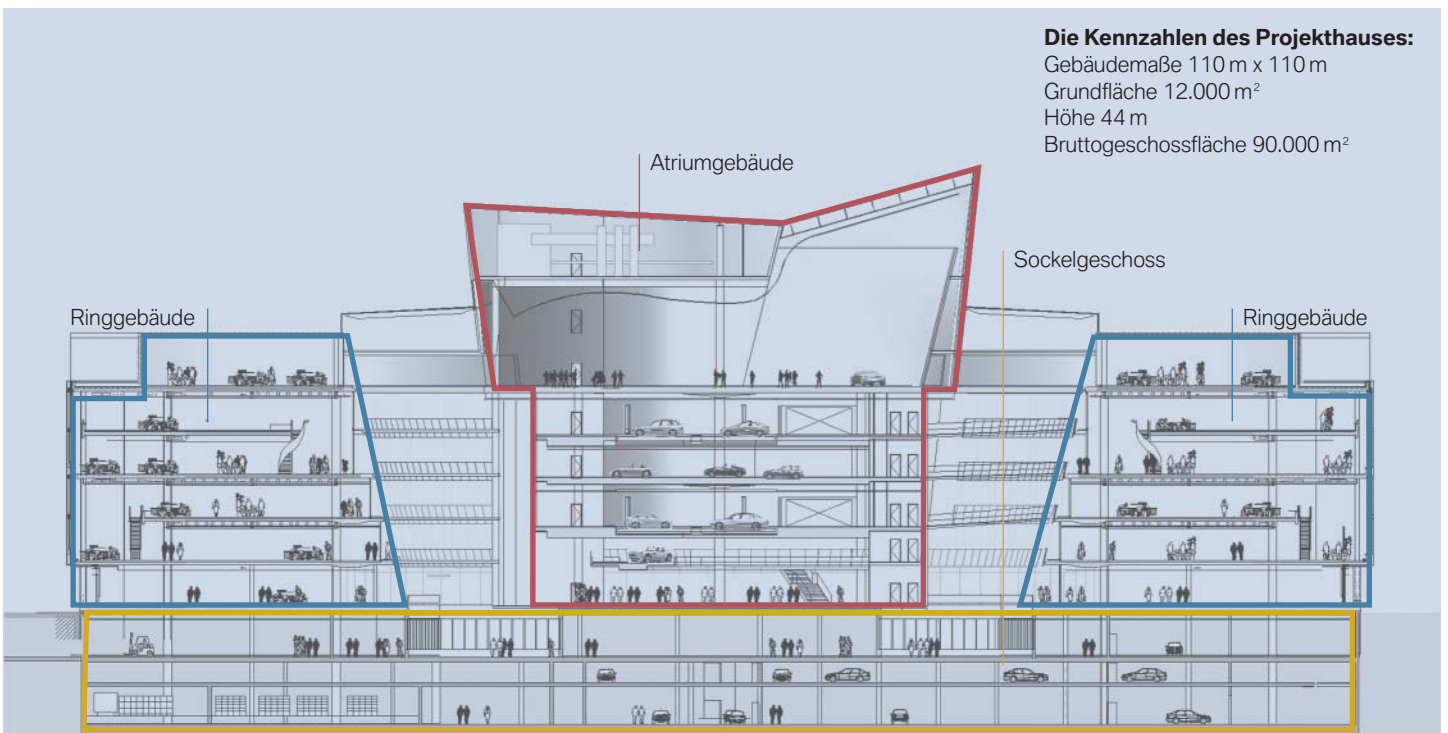 Die Kennzahlen des Projekthauses:
Gebäudemaße 110 m x 110 m
Grundfläche 12.000 m²
Höhe 44 m
Bruttogeschossfläche 90.000 m²
Atriumgebäude
Sockelgeschoss
Ringgebäude
Ringgebäude